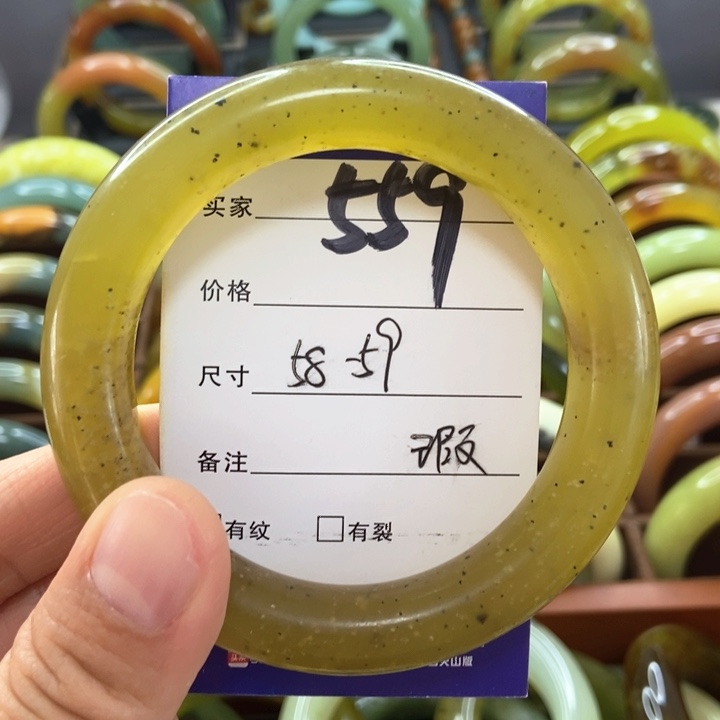 买家 559
价格
尺寸 58-59
备注 瑕
有纹 □有裂